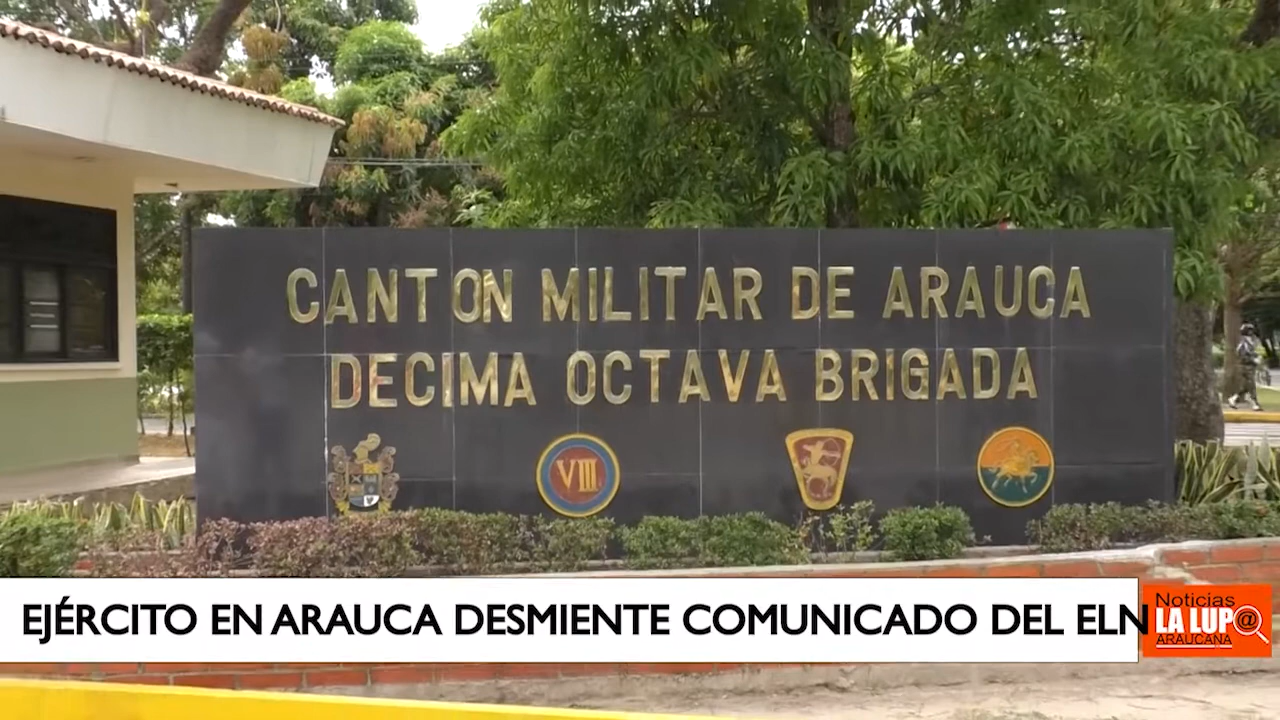 CANTON MILITAR DE ARAUCA
DECIMA OCTAVA BRIGADA
VIII
EJÉRCITO EN ARAUCA DESMIENTE COMUNICADO DEL ELN
Noticias
LA LUP@
ARAUCANA